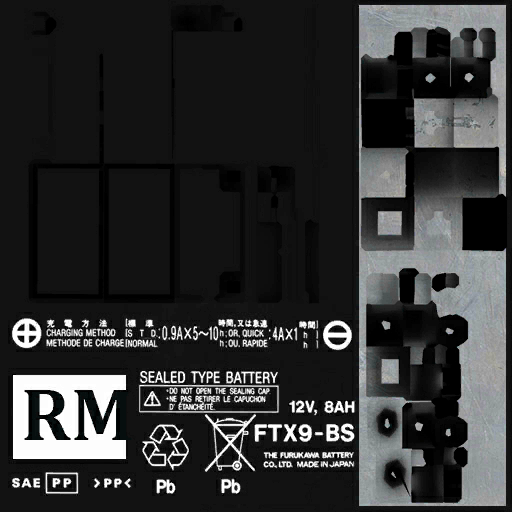 充 電 方 法 [標 準 時間,又は急速 時間]
⊕ CHARGING METHOD [S T D. :0.9A×5～10h:OR, QUICK :4A×1 h ⊖
METHODE DE CHARGE[NORMAL h:OU, RAPIDE h
SEALED TYPE BATTERY
·DO NOT OPEN THE SEALING CAP.
·NE PAS RETIRER LE CAPUCHON
D' ÉTANCHÉITÉ.
RM
12V, 8AH
FTX9-BS
THE FURUKAWA BATTERY
CO., LTD. MADE IN JAPAN
SAE PP >PP<
Pb Pb